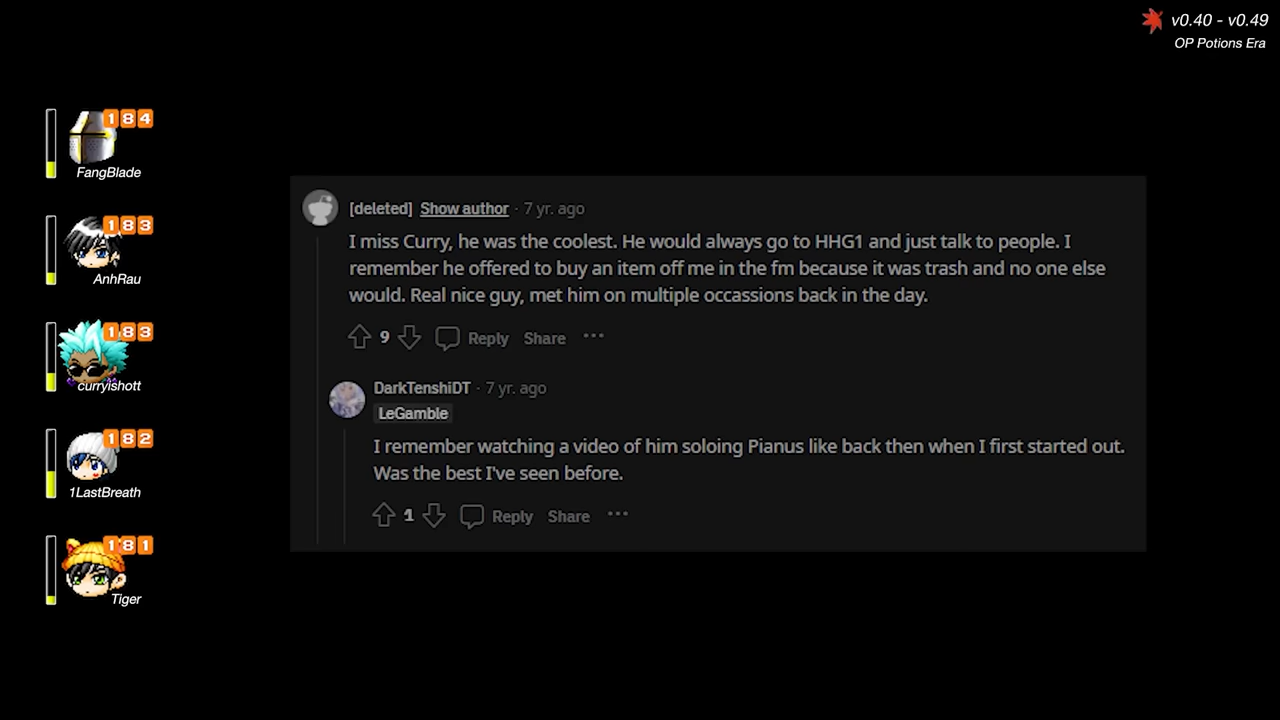 v0.40 - v0.49
OP Potions Era
184
FangBlade
183
AnhRau
183
curryishott
182
1LastBreath
181
Tiger
[deleted] Show author · 7 yr. ago
I miss Curry, he was the coolest. He would always go to HHG1 and just talk to people. I
remember he offered to buy an item off me in the fm because it was trash and no one else
would. Real nice guy, met him on multiple occassions back in the day.
9 Reply Share ···
DarkTenshiDT · 7 yr. ago
LeGamble
I remember watching a video of him soloing Pianus like back then when I first started out.
Was the best I've seen before.
1 Reply Share ···